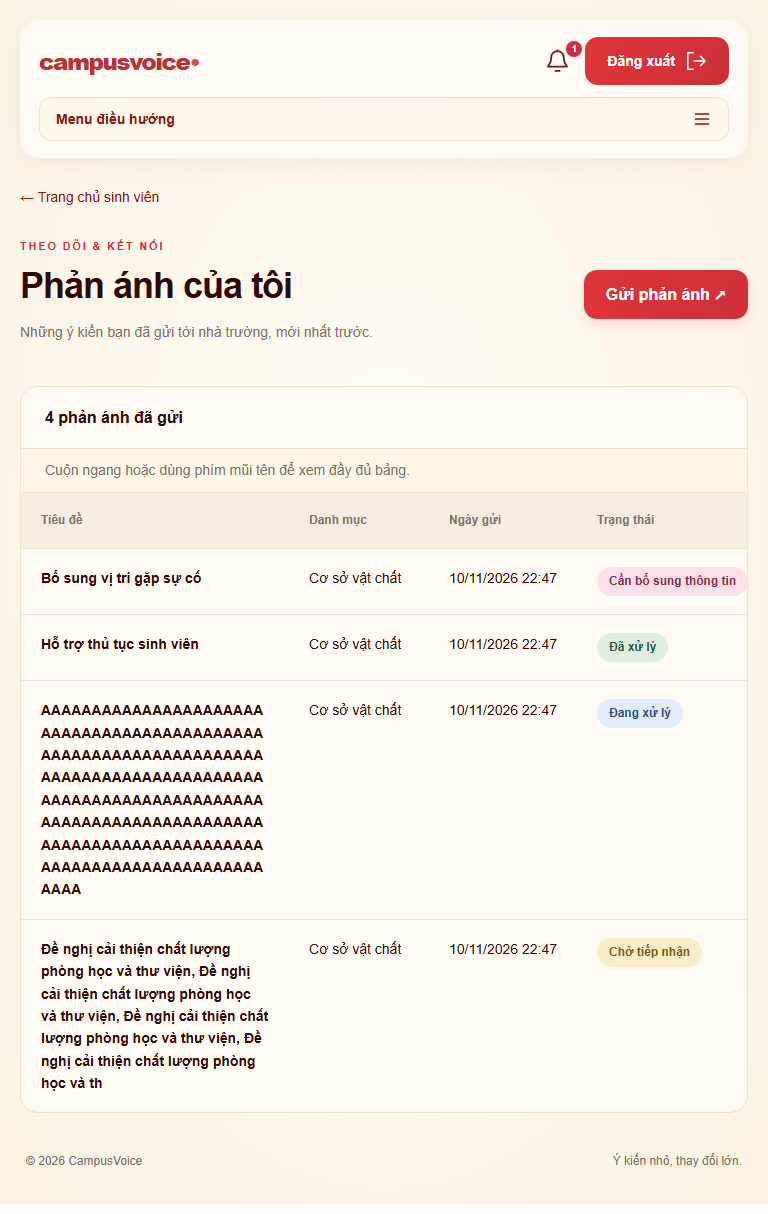 campusvoice
1
Đăng xuất
Menu điều hướng
← Trang chủ sinh viên
THEO DÕI & KẾT NỐI
Phản ánh của tôi
Gửi phản ánh ↗
Những ý kiến bạn đã gửi tới nhà trường, mới nhất trước.
4 phản ánh đã gửi
Cuộn ngang hoặc dùng phím mũi tên để xem đầy đủ bảng.
Tiêu đề Danh mục Ngày gửi Trạng thái
Bổ sung vị trí gặp sự cố Cơ sở vật chất 10/11/2026 22:47 Cần bổ sung thông tin
Hỗ trợ thủ tục sinh viên Cơ sở vật chất 10/11/2026 22:47 Đã xử lý
AAAAAAAAAAAAAAAAAAAAAA Cơ sở vật chất 10/11/2026 22:47 Đang xử lý
AAAAAAAAAAAAAAAAAAAAAA
AAAAAAAAAAAAAAAAAAAAAA
AAAAAAAAAAAAAAAAAAAAAA
AAAAAAAAAAAAAAAAAAAAAA
AAAAAAAAAAAAAAAAAAAAAA
AAAAAAAAAAAAAAAAAAAAAA
AAAAAAAAAAAAAAAAAAAAAA
AAAA
Đề nghị cải thiện chất lượng Cơ sở vật chất 10/11/2026 22:47 Chờ tiếp nhận
phòng học và thư viện, Đề nghị
cải thiện chất lượng phòng học
và thư viện, Đề nghị cải thiện chất
lượng phòng học và thư viện, Đề
nghị cải thiện chất lượng phòng
học và th
© 2026 CampusVoice
Ý kiến nhỏ, thay đổi lớn.